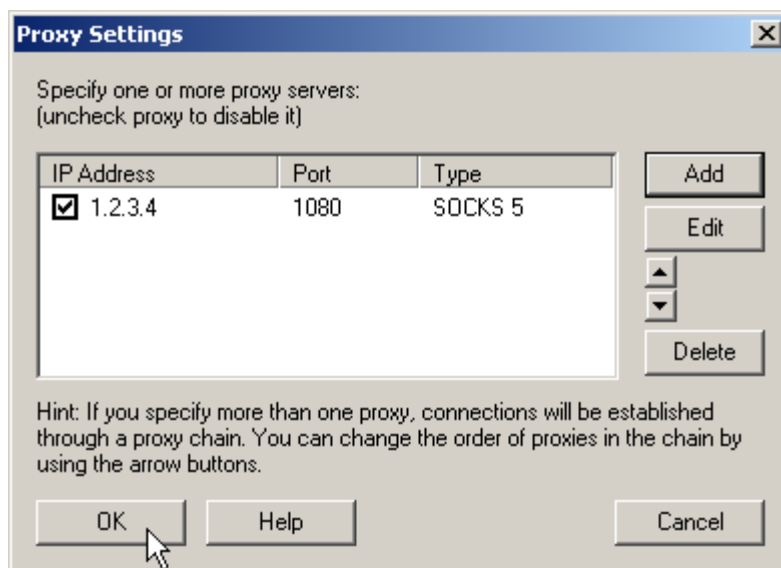 Proxy Settings
Specify one or more proxy servers:
(uncheck proxy to disable it)
IP Address Port Type Add
1.2.3.4 1080 SOCKS 5
Edit
Delete
Hint: If you specify more than one proxy, connections will be established
through a proxy chain. You can change the order of proxies in the chain by
using the arrow buttons.
OK Help Cancel